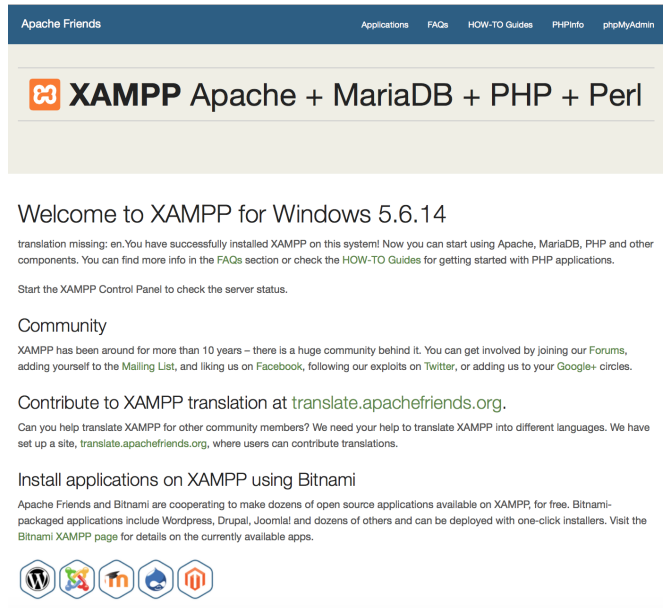 Apache Friends
Applications FAQs HOW-TO Guides PHPInfo phpMyAdmin
XAMPP Apache + MariaDB + PHP + Perl
Welcome to XAMPP for Windows 5.6.14
translation missing: en.You have successfully installed XAMPP on this system! Now you can start using Apache, MariaDB, PHP and other
components. You can find more info in the FAQs section or check the HOW-TO Guides for getting started with PHP applications.
Start the XAMPP Control Panel to check the server status.
Community
XAMPP has been around for more than 10 years – there is a huge community behind it. You can get involved by joining our Forums,
adding yourself to the Mailing List, and liking us on Facebook, following our exploits on Twitter, or adding us to your Google+ circles.
Contribute to XAMPP translation at translate.apachefriends.org.
Can you help translate XAMPP for other community members? We need your help to translate XAMPP into different languages. We have
set up a site, translate.apachefriends.org, where users can contribute translations.
Install applications on XAMPP using Bitnami
Apache Friends and Bitnami are cooperating to make dozens of open source applications available on XAMPP, for free. Bitnami-
packaged applications include Wordpress, Drupal, Joomla! and dozens of others and can be deployed with one-click installers. Visit the
Bitnami XAMPP page for details on the currently available apps.